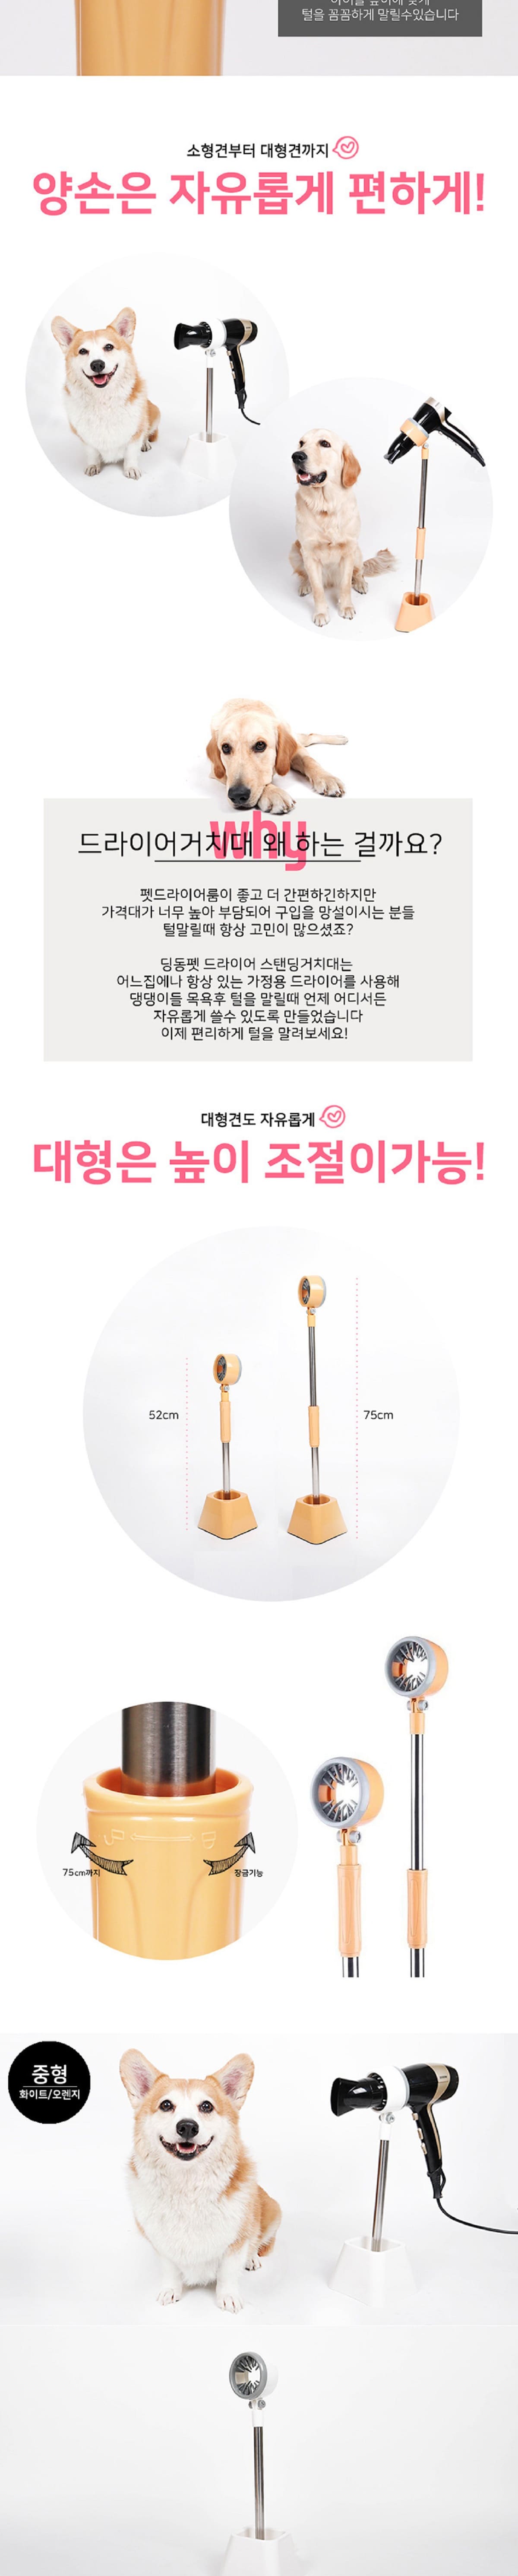 털을 꼼꼼하게 말릴수있습니다
소형견부터 대형견까지
양손은 자유롭게 편하게!
why
드라이어거치대 왜 하는 걸까요?
펫드라이어룸이 좋고 더 간편하긴하지만
가격대가 너무 높아 부담되어 구입을 망설이시는 분들
털말릴때 항상 고민이 많으셨죠?
딩동펫 드라이어 스탠딩거치대는
어느집에나 항상 있는 가정용 드라이어를 사용해
댕댕이들 목욕후 털을 말릴때 언제 어디서든
자유롭게 쓸수 있도록 만들었습니다
이제 편리하게 털을 말려보세요!
대형견도 자유롭게
대형은 높이 조절이가능!
52cm
75cm
75cm까지
장금기능
중형
화이트/오렌지